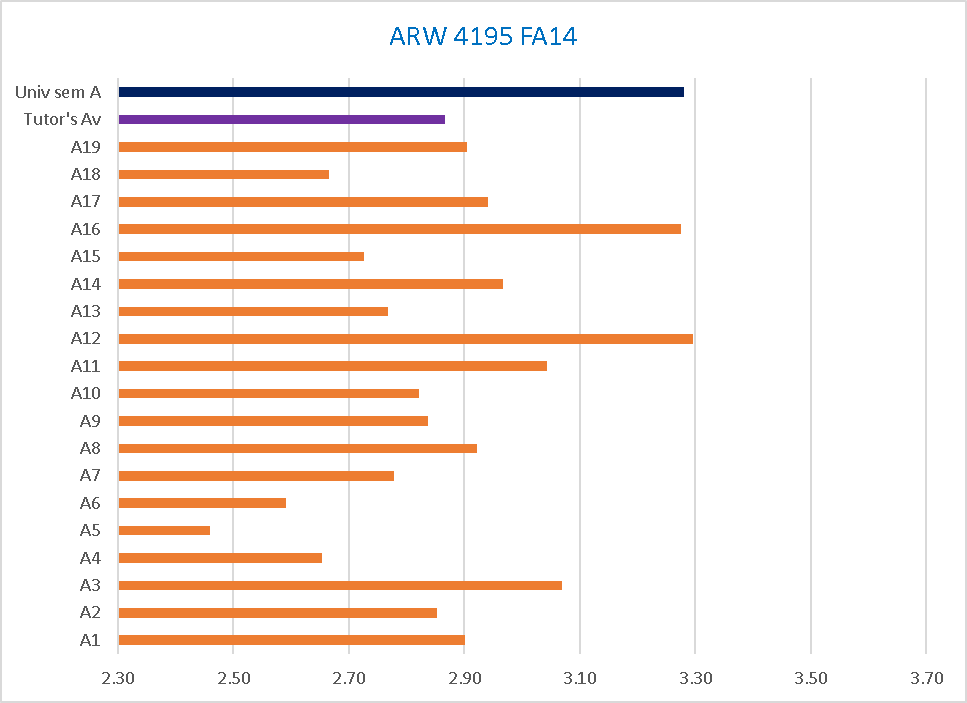 ARW 4195 FA14
Univ sem A
Tutor's Av
A19
A18
A17
A16
A15
A14
A13
A12
A11
A10
A9
A8
A7
A6
A5
A4
A3
A2
A1
2.30 2.50 2.70 2.90 3.10 3.30 3.50 3.70